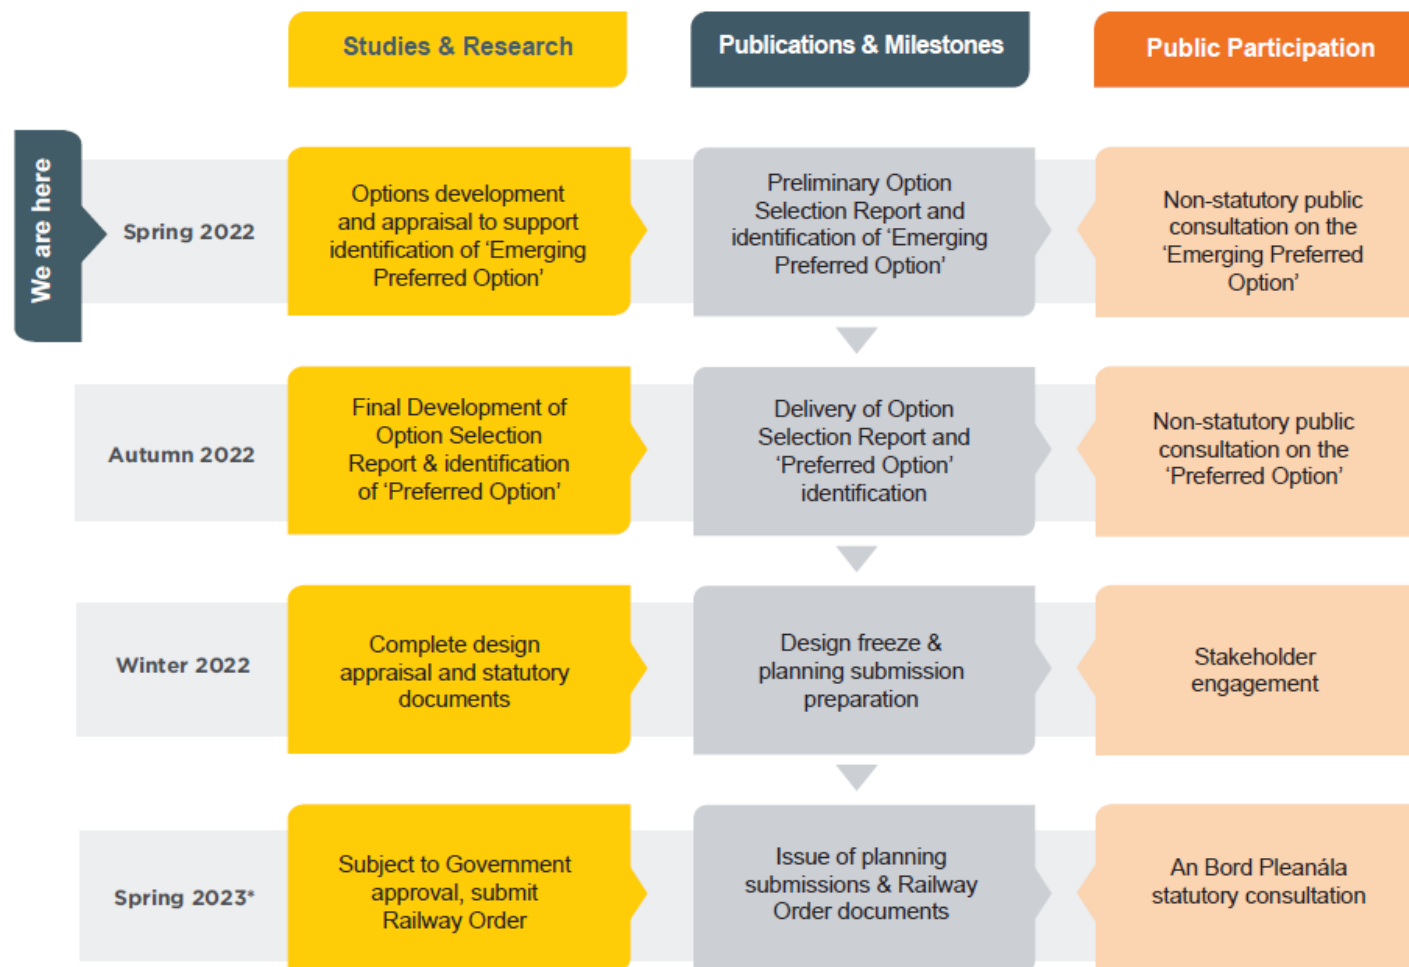 Studies & Research
Publications & Milestones
Public Participation
We are here
Spring 2022
Options development
and appraisal to support
identification of ‘Emerging
Preferred Option’
Preliminary Option
Selection Report and
identification of ‘Emerging
Preferred Option’
Non-statutory public
consultation on the
‘Emerging Preferred
Option’
Autumn 2022
Final Development of
Option Selection
Report & identification
of ‘Preferred Option’
Delivery of Option
Selection Report and
‘Preferred Option’
identification
Non-statutory public
consultation on the
‘Preferred Option’
Winter 2022
Complete design
appraisal and statutory
documents
Design freeze &
planning submission
preparation
Stakeholder
engagement
Spring 2023*
Subject to Government
approval, submit
Railway Order
Issue of planning
submissions & Railway
Order documents
An Bord Pleanála
statutory consultation